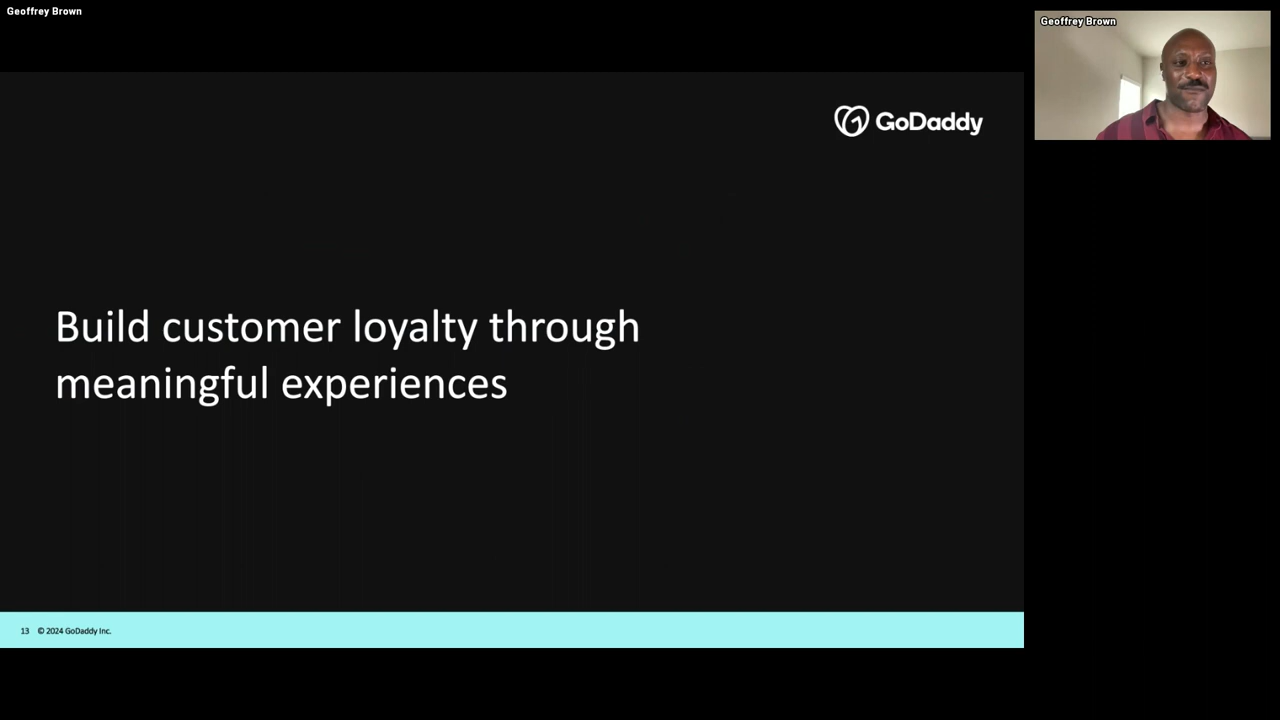 Geoffrey Brown
Geoffrey Brown
GoDaddy
Build customer loyalty through
meaningful experiences
13 © 2024 GoDaddy Inc.